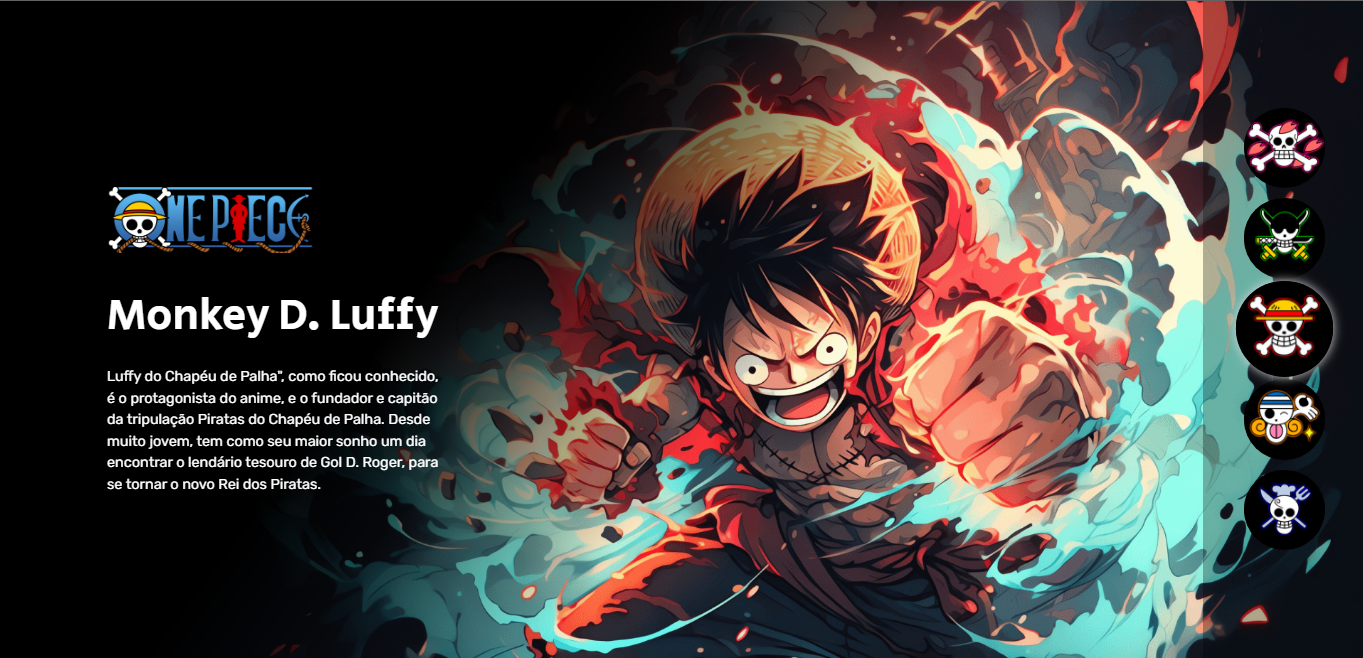 ONE PIECE
Monkey D. Luffy
Luffy do Chapéu de Palha", como ficou conhecido,
é o protagonista do anime, e o fundador e capitão
da tripulação Piratas do Chapéu de Palha. Desde
muito jovem, tem como seu maior sonho um dia
encontrar o lendário tesouro de Gol D. Roger, para
se tornar o novo Rei dos Piratas.